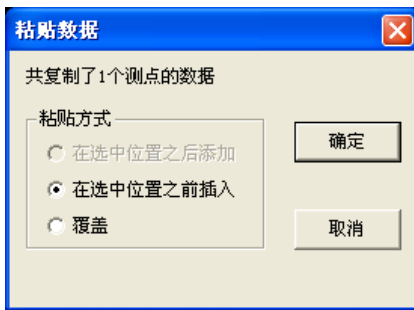 粘贴数据
共复制了1个测点的数据
粘贴方式
在选中位置之后添加
在选中位置之前插入
覆盖
确定
取消